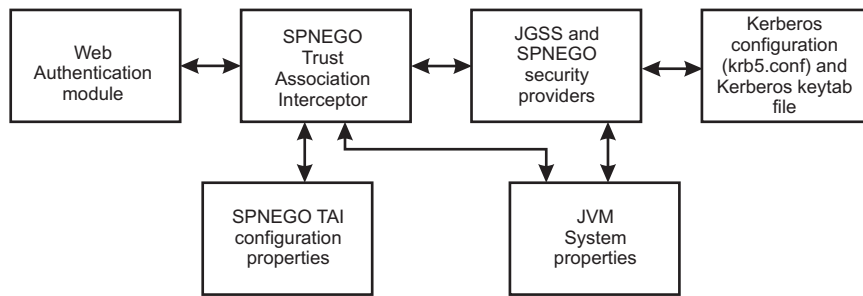 Web
Authentication
module
SPNEGO
Trust
Association
Interceptor
JGSS and
SPNEGO
security
providers
Kerberos
configuration
(krb5.conf) and
Kerberos keytab
file
SPNEGO TAI
configuration
properties
JVM
System
properties